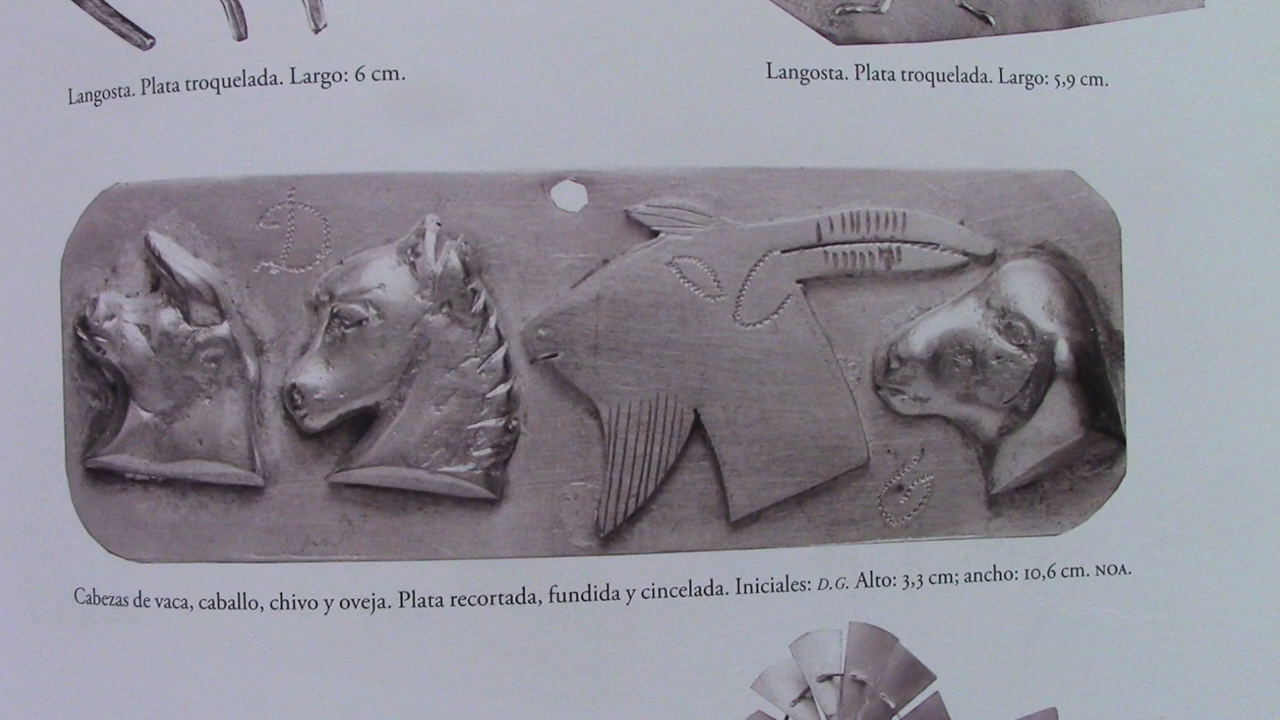 Langosta. Plata troquelada. Largo: 6 cm.
Langosta. Plata troquelada. Largo: 5,9 cm.
D
G
Cabezas de vaca, caballo, chivo y oveja. Plata recortada, fundida y cincelada. Iniciales: D.G. Alto: 3,3 cm; ancho: 10,6 cm. NOA.